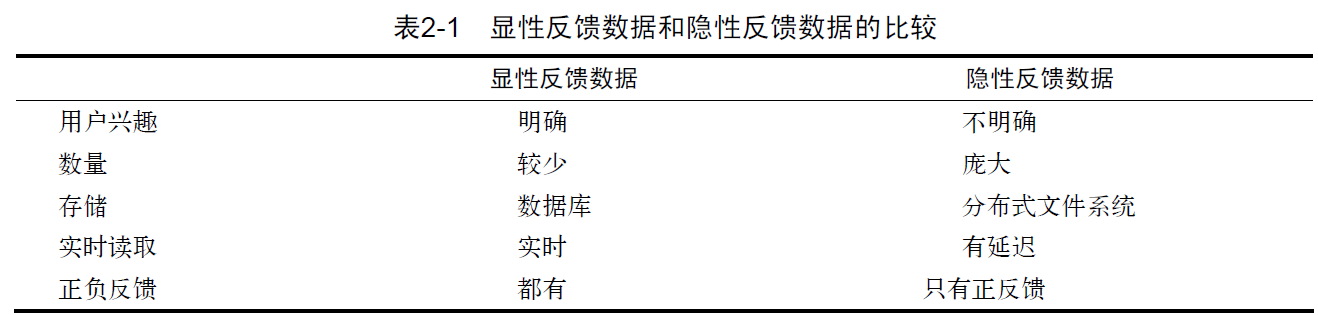 表2-1 显性反馈数据和隐性反馈数据的比较
显性反馈数据 隐性反馈数据
用户兴趣 明确 不明确
数量 较少 庞大
存储 数据库 分布式文件系统
实时读取 实时 有延迟
正负反馈 都有 只有正反馈